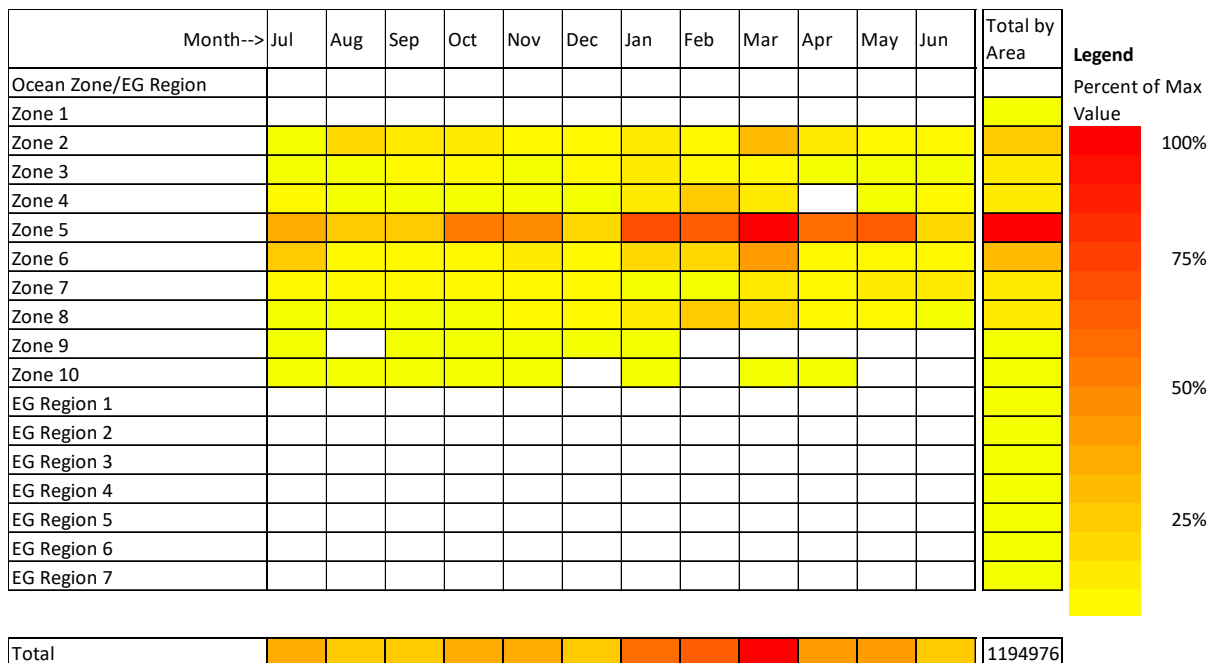 Month--> Jul Aug Sep Oct Nov Dec Jan Feb Mar Apr May Jun Total by Area
Legend
Ocean Zone/EG Region
Percent of Max Value
Zone 1
Zone 2
100%
Zone 3
Zone 4
Zone 5
Zone 6
75%
Zone 7
Zone 8
Zone 9
Zone 10
50%
EG Region 1
EG Region 2
EG Region 3
EG Region 4
EG Region 5
25%
EG Region 6
EG Region 7
Total 1194976